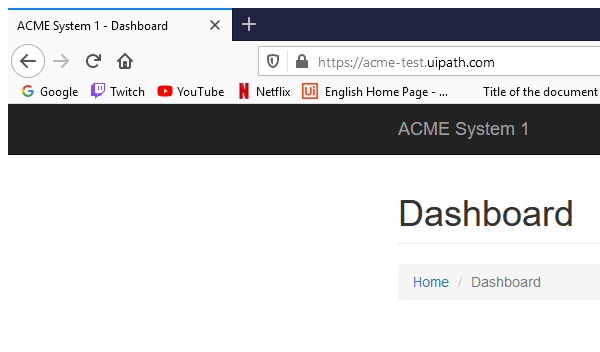 ACME System 1 - Dashboard
https://acme-test.uipath.com
Google Twitch YouTube Netflix Ui English Home Page - ... Title of the document
ACME System 1
Dashboard
Home / Dashboard